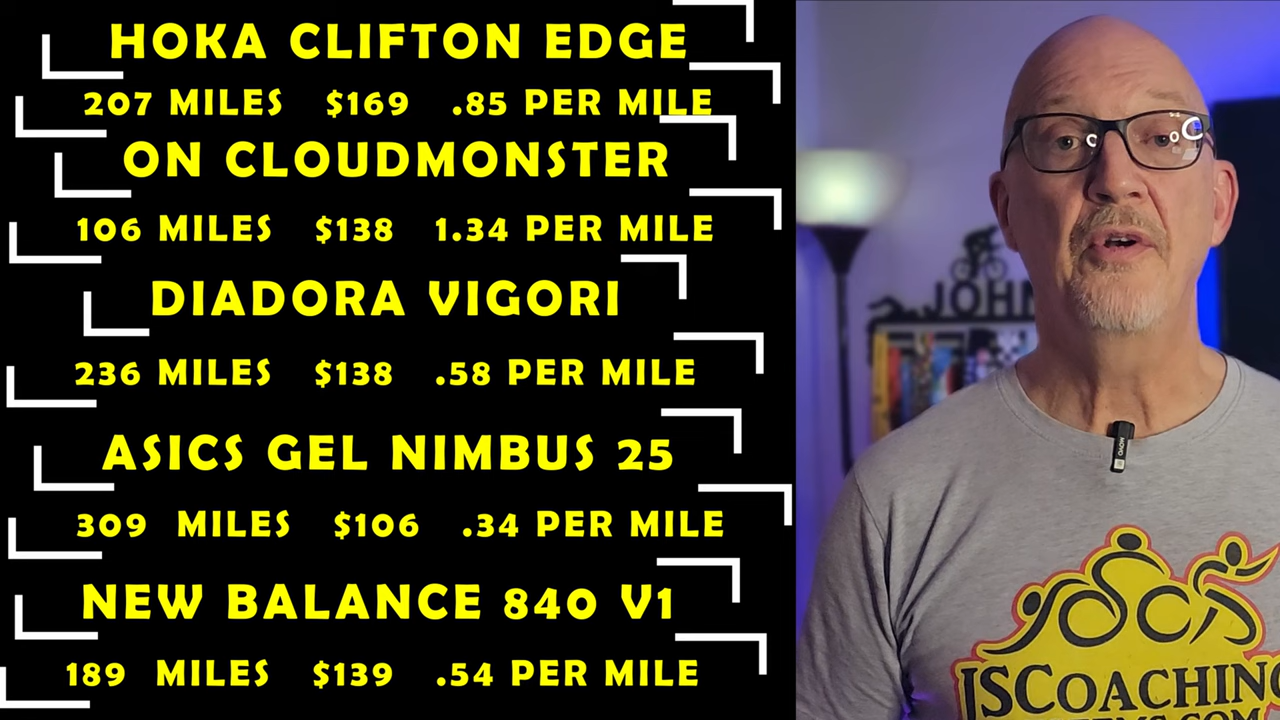 HOKA CLIFTON EDGE
207 MILES $169 .85 PER MILE
ON CLOUDMONSTER
106 MILES $138 1.34 PER MILE
DIADORA VIGORI
236 MILES $138 .58 PER MILE
ASICS GEL NIMBUS 25
309 MILES $106 .34 PER MILE
NEW BALANCE 840 V1
189 MILES $139 .54 PER MILE
JOHN
MOVO
JSCOACHING